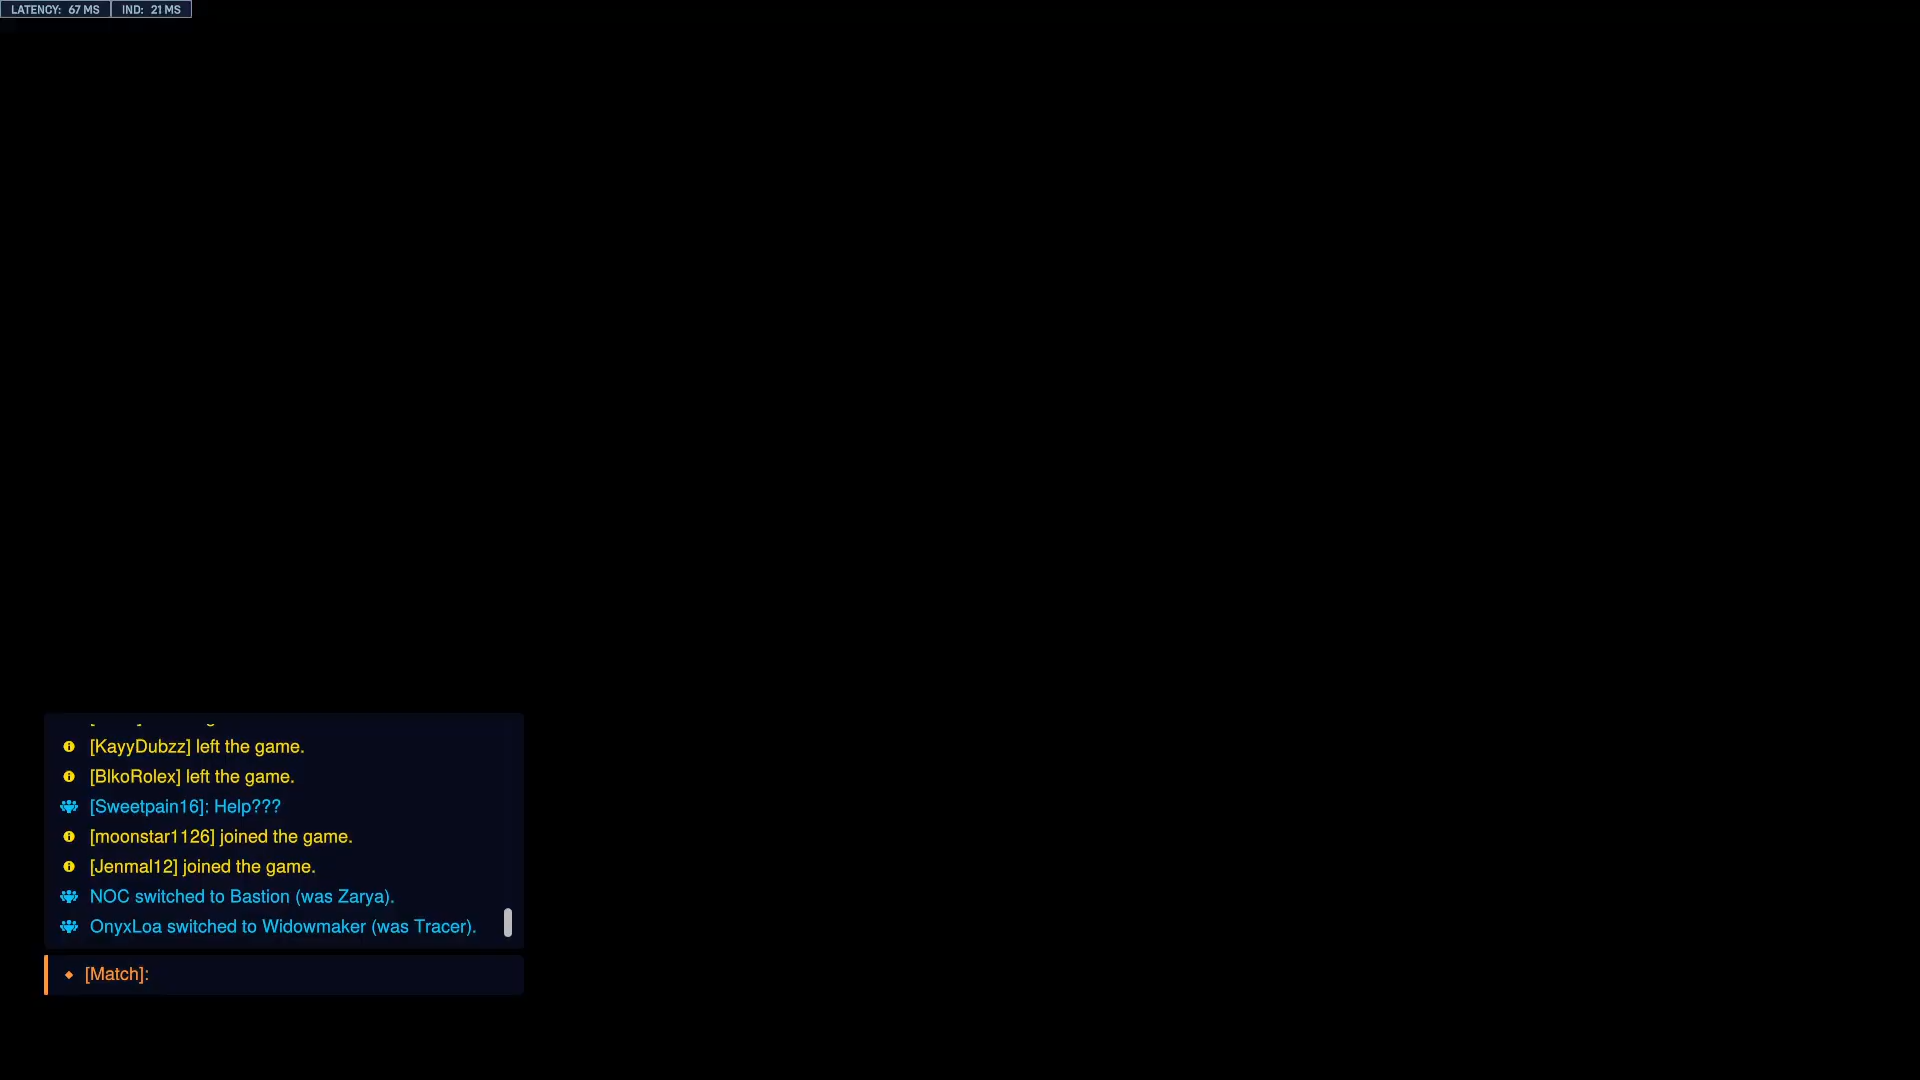 LATENCY: 67 MS IND: 21 MS
[KayyDubzz] left the game.
[BlkoRolex] left the game.
[Sweetpain16]: Help???
[moonstar1126] joined the game.
[Jenmal12] joined the game.
NOC switched to Bastion (was Zarya).
OnyxLoa switched to Widowmaker (was Tracer).
[Match]: